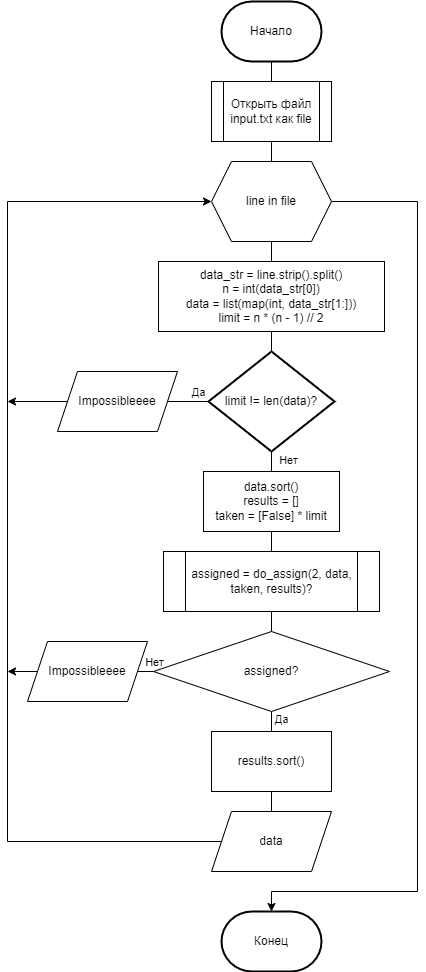 Начало
Открыть файл
input.txt как file
line in file
data_str = line.strip().split()
n = int(data_str[0])
data = list(map(int, data_str[1:]))
limit = n * (n - 1) // 2
Impossibleeee
Да
limit != len(data)?
Нет
data.sort()
results = []
taken = [False] * limit
assigned = do_assign(2, data,
taken, results)?
Impossibleeee
Нет
assigned?
Да
results.sort()
data
Конец